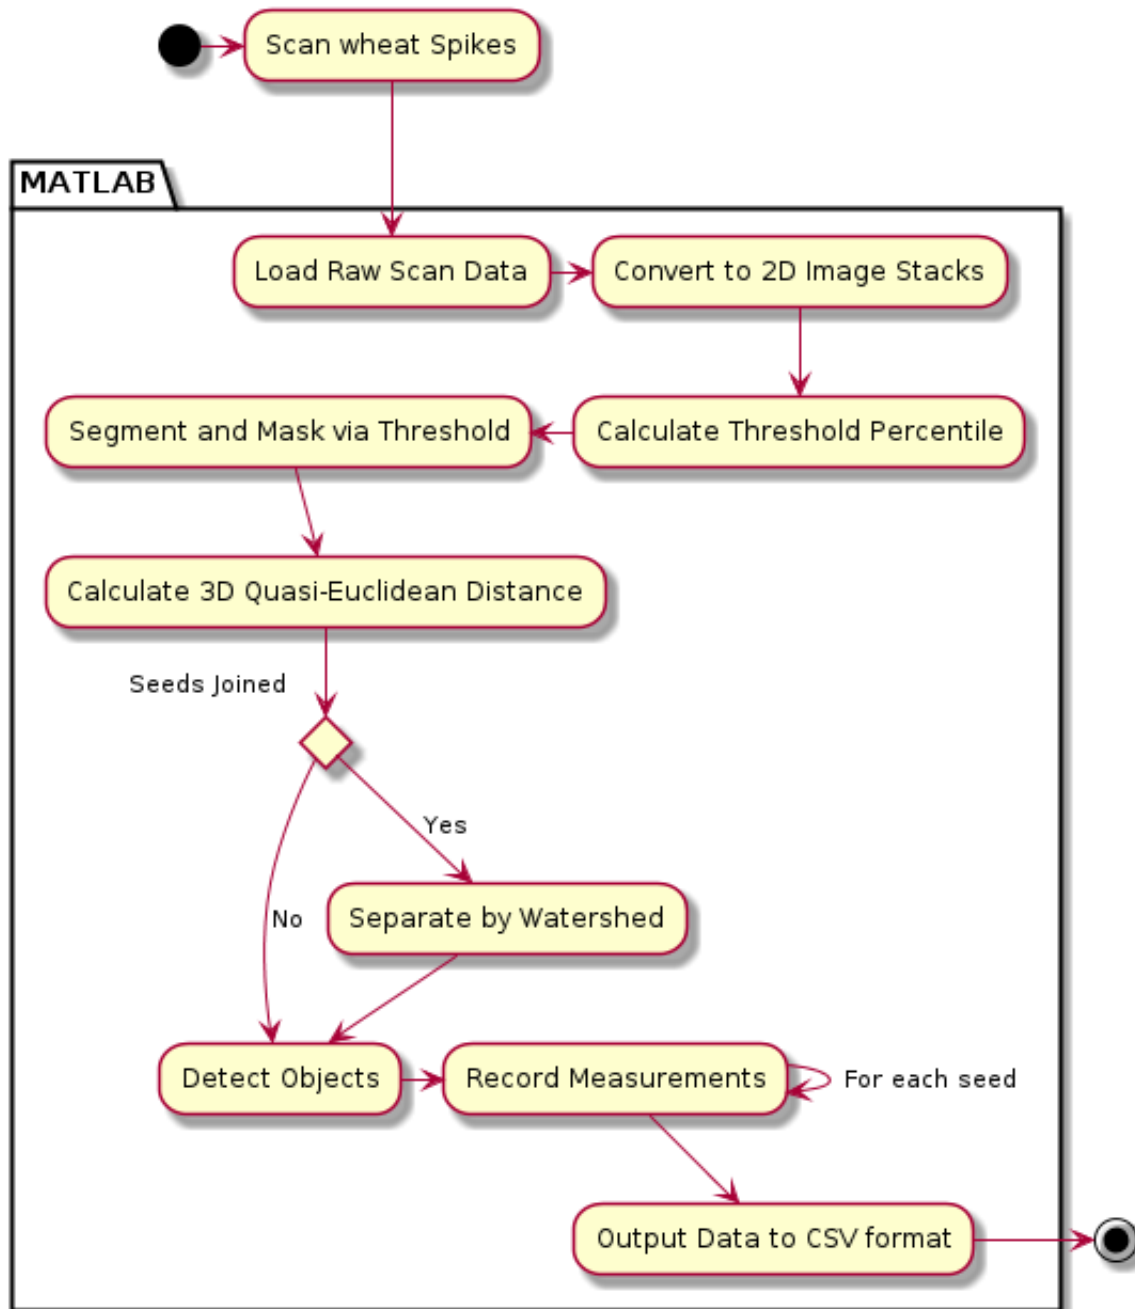 Scan wheat Spikes
MATLAB
Load Raw Scan Data
Convert to 2D Image Stacks
Segment and Mask via Threshold
Calculate Threshold Percentile
Calculate 3D Quasi-Euclidean Distance
Seeds Joined
Yes
No
Separate by Watershed
Detect Objects
Record Measurements
For each seed
Output Data to CSV format